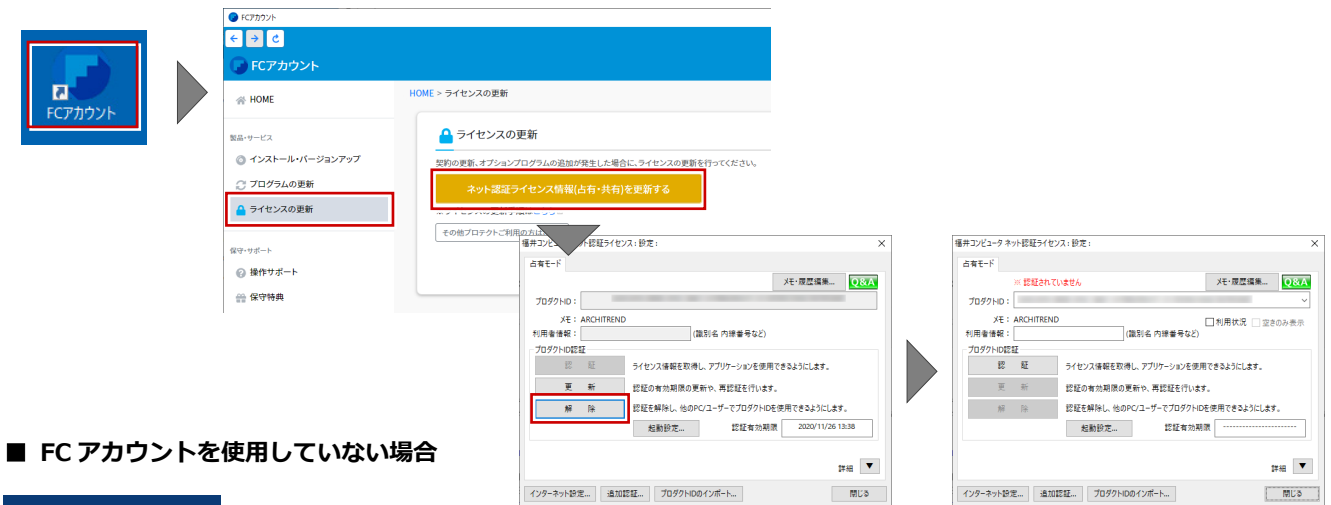 FCアカウント
FCアカウント
FCアカウント
HOME
製品・サービス
インストール・バージョンアップ
プログラムの更新
ライセンスの更新
保守・サポート
操作サポート
保守特典
HOME > ライセンスの更新
ライセンスの更新
契約の更新、オプションプログラムの追加が発生した場合に、ライセンスの更新を行ってください。
ネット認証ライセンス情報(占有・共有)を更新する
その他プロテクトご利用の方は
福井コンピュータ ネット認証ライセンス : 設定 :
占有モード
メモ・履歴編集... Q&A
プロダクトID :
メモ : ARCHITREND
利用者情報 : (識別名 内線番号など)
プロダクトID認証
認 証 ライセンス情報を取得し、アプリケーションを使用できるようにします。
更 新 認証の有効期限の更新や、再認証を行います。
解 除 認証を解除し、他のPC/ユーザーでプロダクトIDを使用できるようにします。
起動設定... 認証有効期限 2020/11/26 13:38
詳細 ▼
インターネット設定... 追加認証... プロダクトIDのインポート... 閉じる
福井コンピュータ ネット認証ライセンス : 設定 :
占有モード
※ 認証されていません メモ・履歴編集... Q&A
プロダクトID :
メモ : ARCHITREND 利用状況 空きのみ表示
利用者情報 : (識別名 内線番号など)
プロダクトID認証
認 証 ライセンス情報を取得し、アプリケーションを使用できるようにします。
更 新 認証の有効期限の更新や、再認証を行います。
解 除 認証を解除し、他のPC/ユーザーでプロダクトIDを使用できるようにします。
起動設定... 認証有効期限 -----------------------
詳細 ▼
インターネット設定... 追加認証... プロダクトIDのインポート... 閉じる
■ FC アカウントを使用していない場合